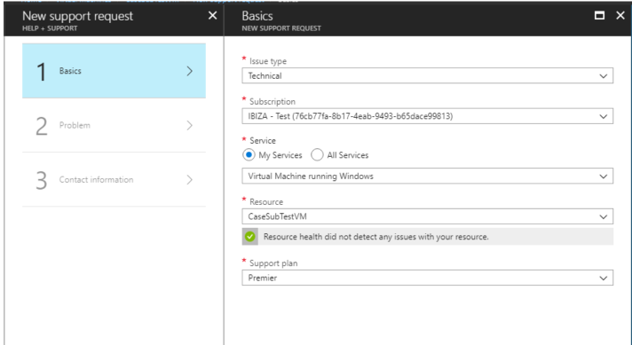 New support request
HELP + SUPPORT
1 Basics
2 Problem
3 Contact information
Basics
NEW SUPPORT REQUEST
* Issue type
Technical
* Subscription
IBIZA - Test (76cb77fa-8b17-4eab-9493-b65dace99813)
* Service
My Services All Services
Virtual Machine running Windows
* Resource
CaseSubTestVM
Resource health did not detect any issues with your resource.
* Support plan
Premier